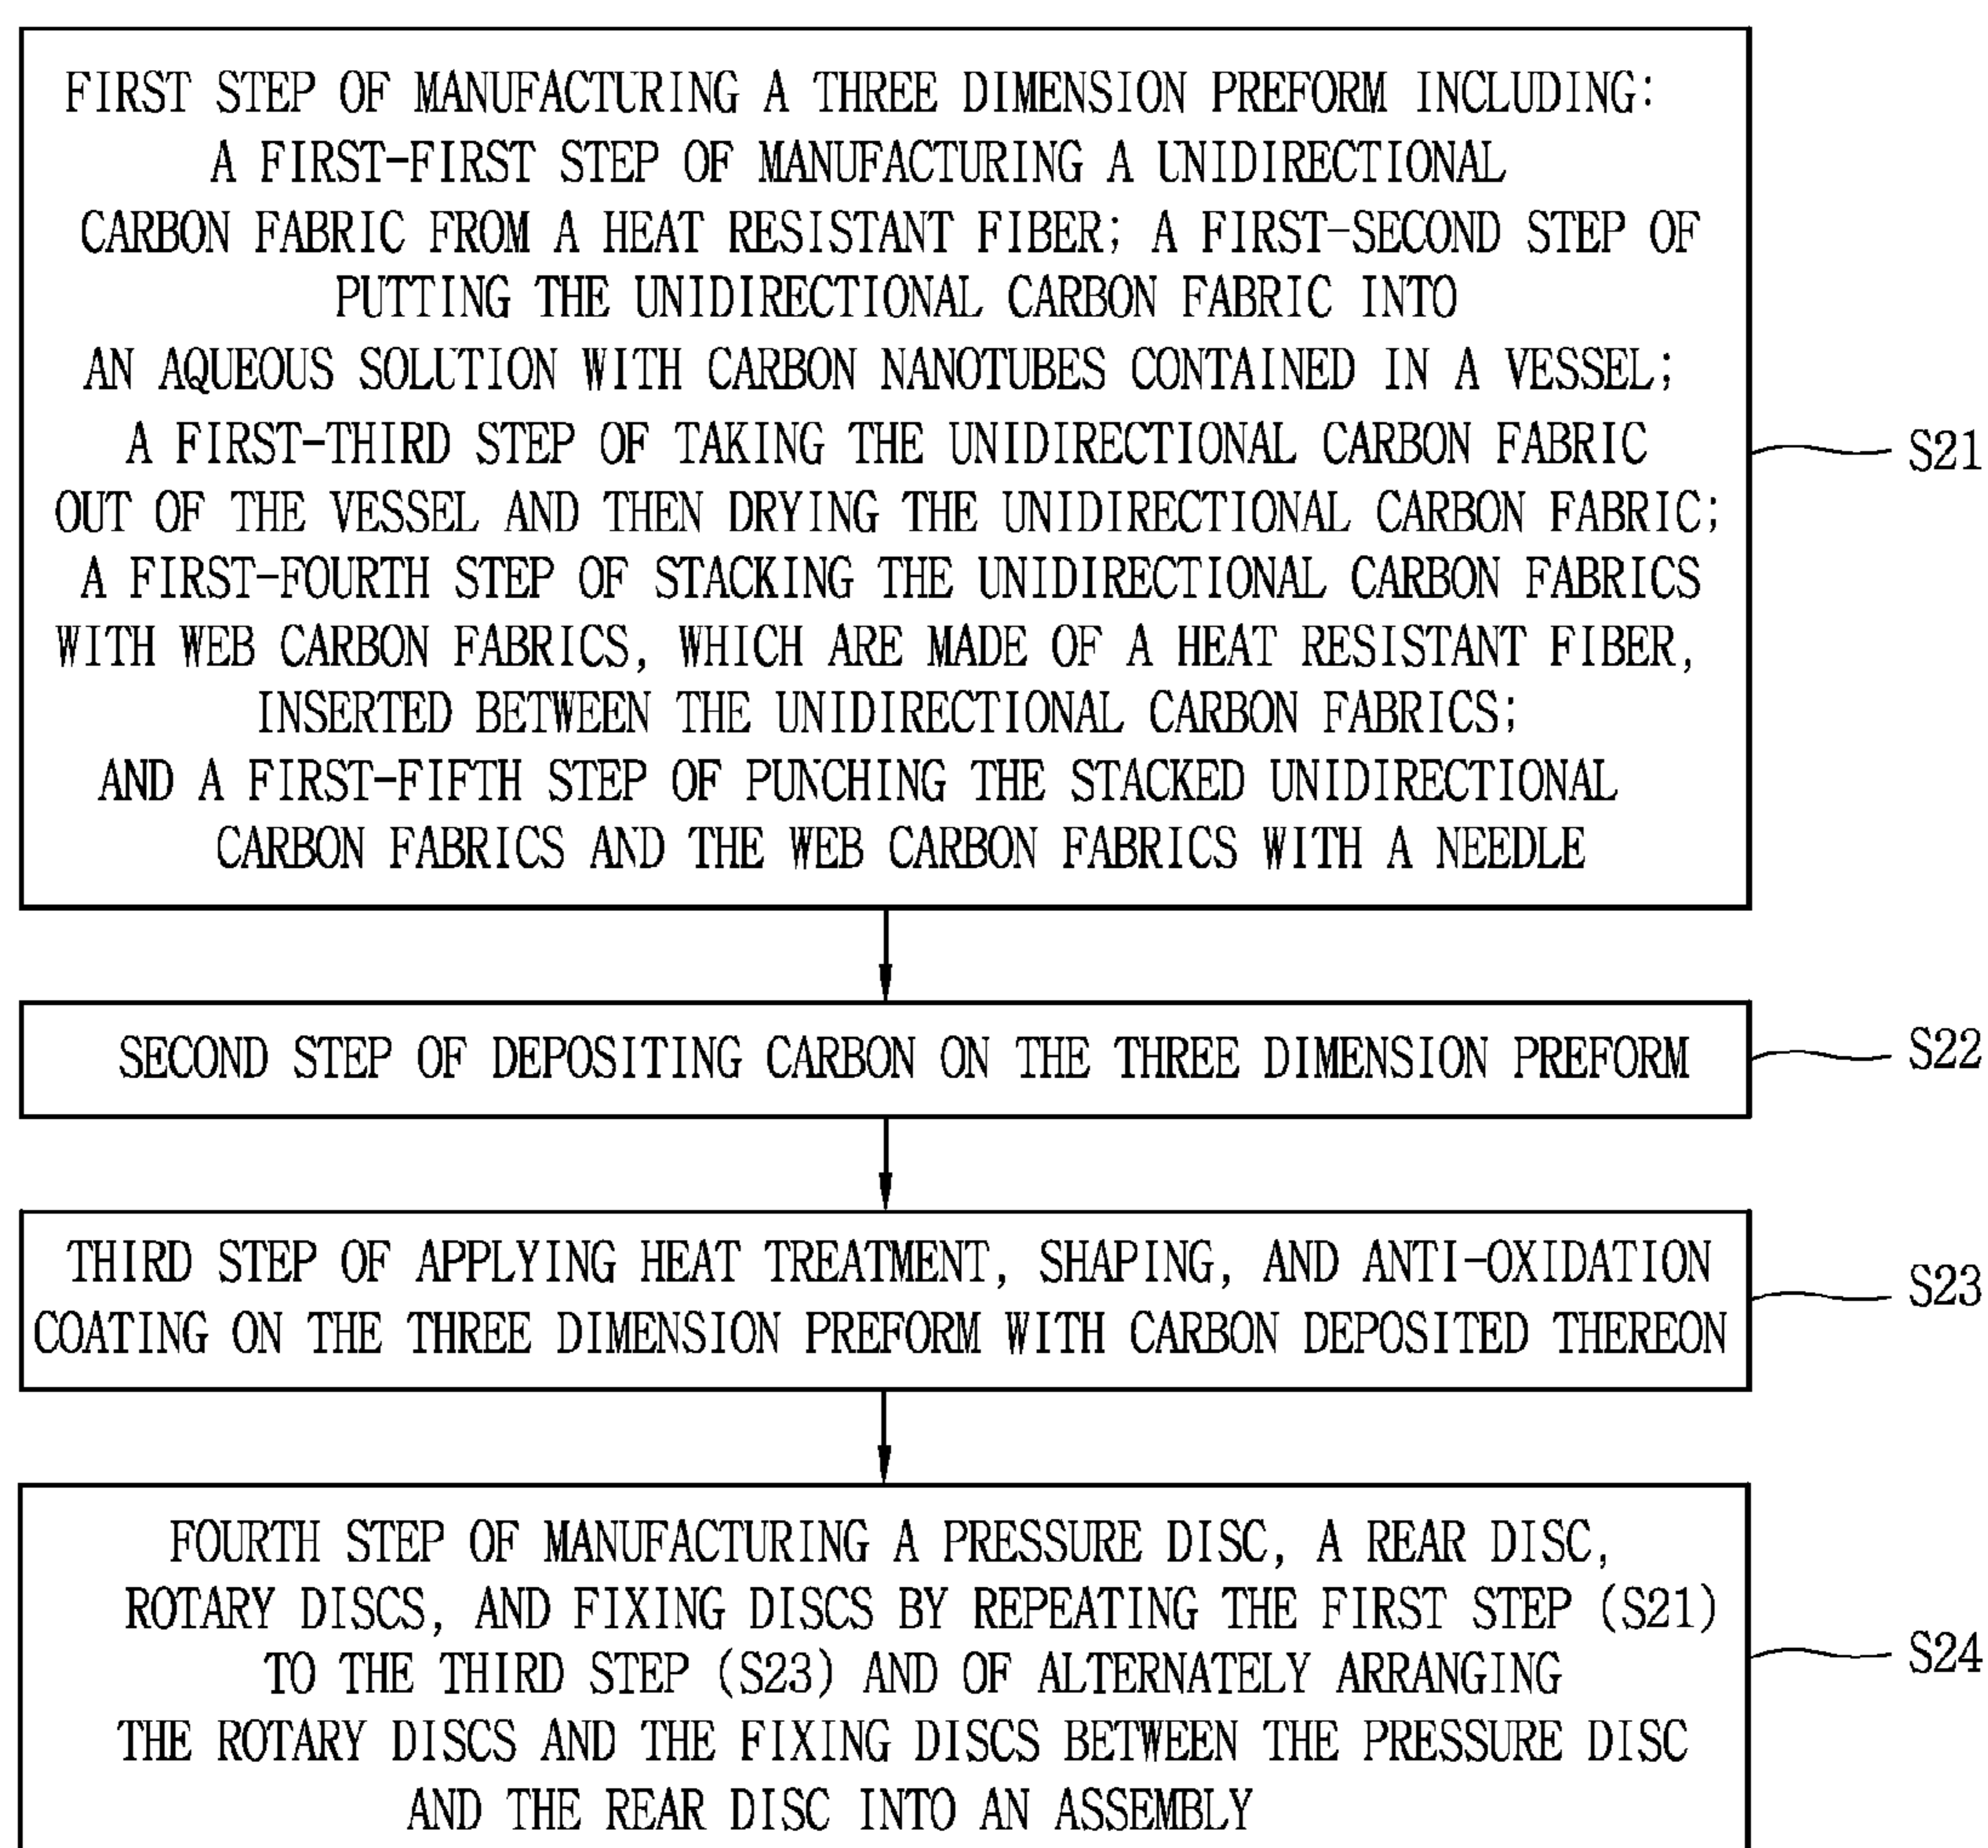 FIRST STEP OF MANUFACTURING A THREE DIMENSION PREFORM INCLUDING:
A FIRST-FIRST STEP OF MANUFACTURING A UNIDIRECTIONAL
CARBON FABRIC FROM A HEAT RESISTANT FIBER; A FIRST-SECOND STEP OF
PUTTING THE UNIDIRECTIONAL CARBON FABRIC INTO
AN AQUEOUS SOLUTION WITH CARBON NANOTUBES CONTAINED IN A VESSEL;
A FIRST-THIRD STEP OF TAKING THE UNIDIRECTIONAL CARBON FABRIC
OUT OF THE VESSEL AND THEN DRYING THE UNIDIRECTIONAL CARBON FABRIC;
A FIRST-FOURTH STEP OF STACKING THE UNIDIRECTIONAL CARBON FABRICS
WITH WEB CARBON FABRICS, WHICH ARE MADE OF A HEAT RESISTANT FIBER,
INSERTED BETWEEN THE UNIDIRECTIONAL CARBON FABRICS;
AND A FIRST-FIFTH STEP OF PUNCHING THE STACKED UNIDIRECTIONAL
CARBON FABRICS AND THE WEB CARBON FABRICS WITH A NEEDLE
S21
SECOND STEP OF DEPOSITING CARBON ON THE THREE DIMENSION PREFORM
S22
THIRD STEP OF APPLYING HEAT TREATMENT, SHAPING, AND ANTI-OXIDATION
COATING ON THE THREE DIMENSION PREFORM WITH CARBON DEPOSITED THEREON
S23
FOURTH STEP OF MANUFACTURING A PRESSURE DISC, A REAR DISC,
ROTARY DISCS, AND FIXING DISCS BY REPEATING THE FIRST STEP (S21)
TO THE THIRD STEP (S23) AND OF ALTERNATELY ARRANGING
THE ROTARY DISCS AND THE FIXING DISCS BETWEEN THE PRESSURE DISC
AND THE REAR DISC INTO AN ASSEMBLY
S24